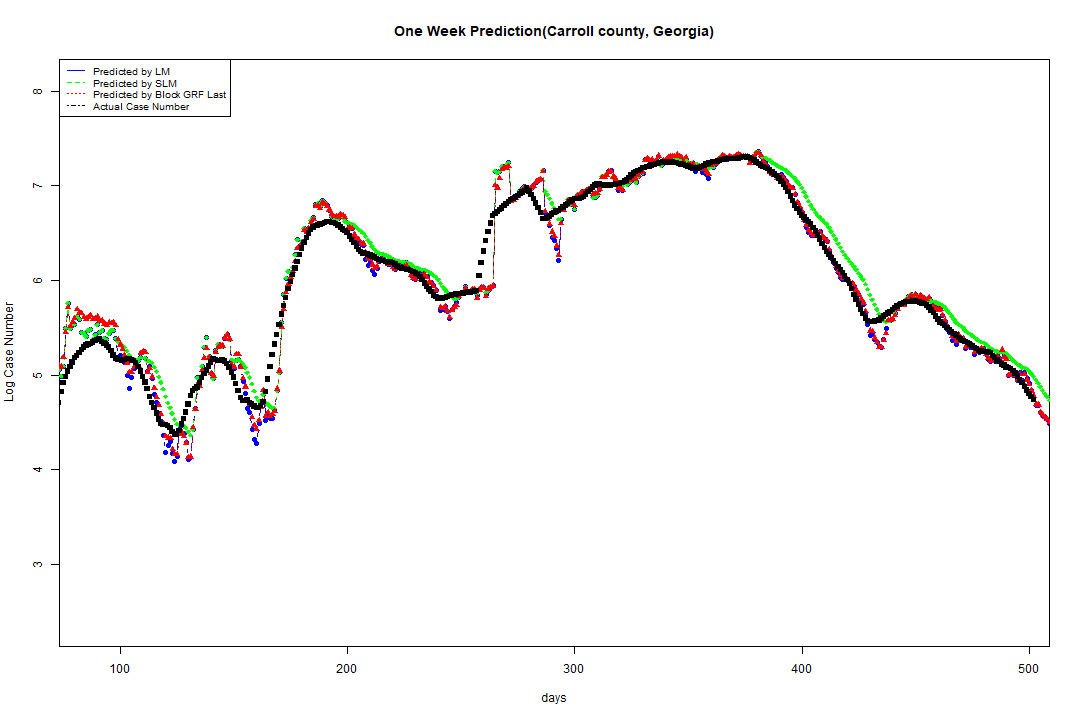 One Week Prediction(Carroll county, Georgia)
Predicted by LM
Predicted by SLM
Predicted by Block GRF Last
Actual Case Number
8
7
6
5
4
3
Log Case Number
100 200 300 400 500
days